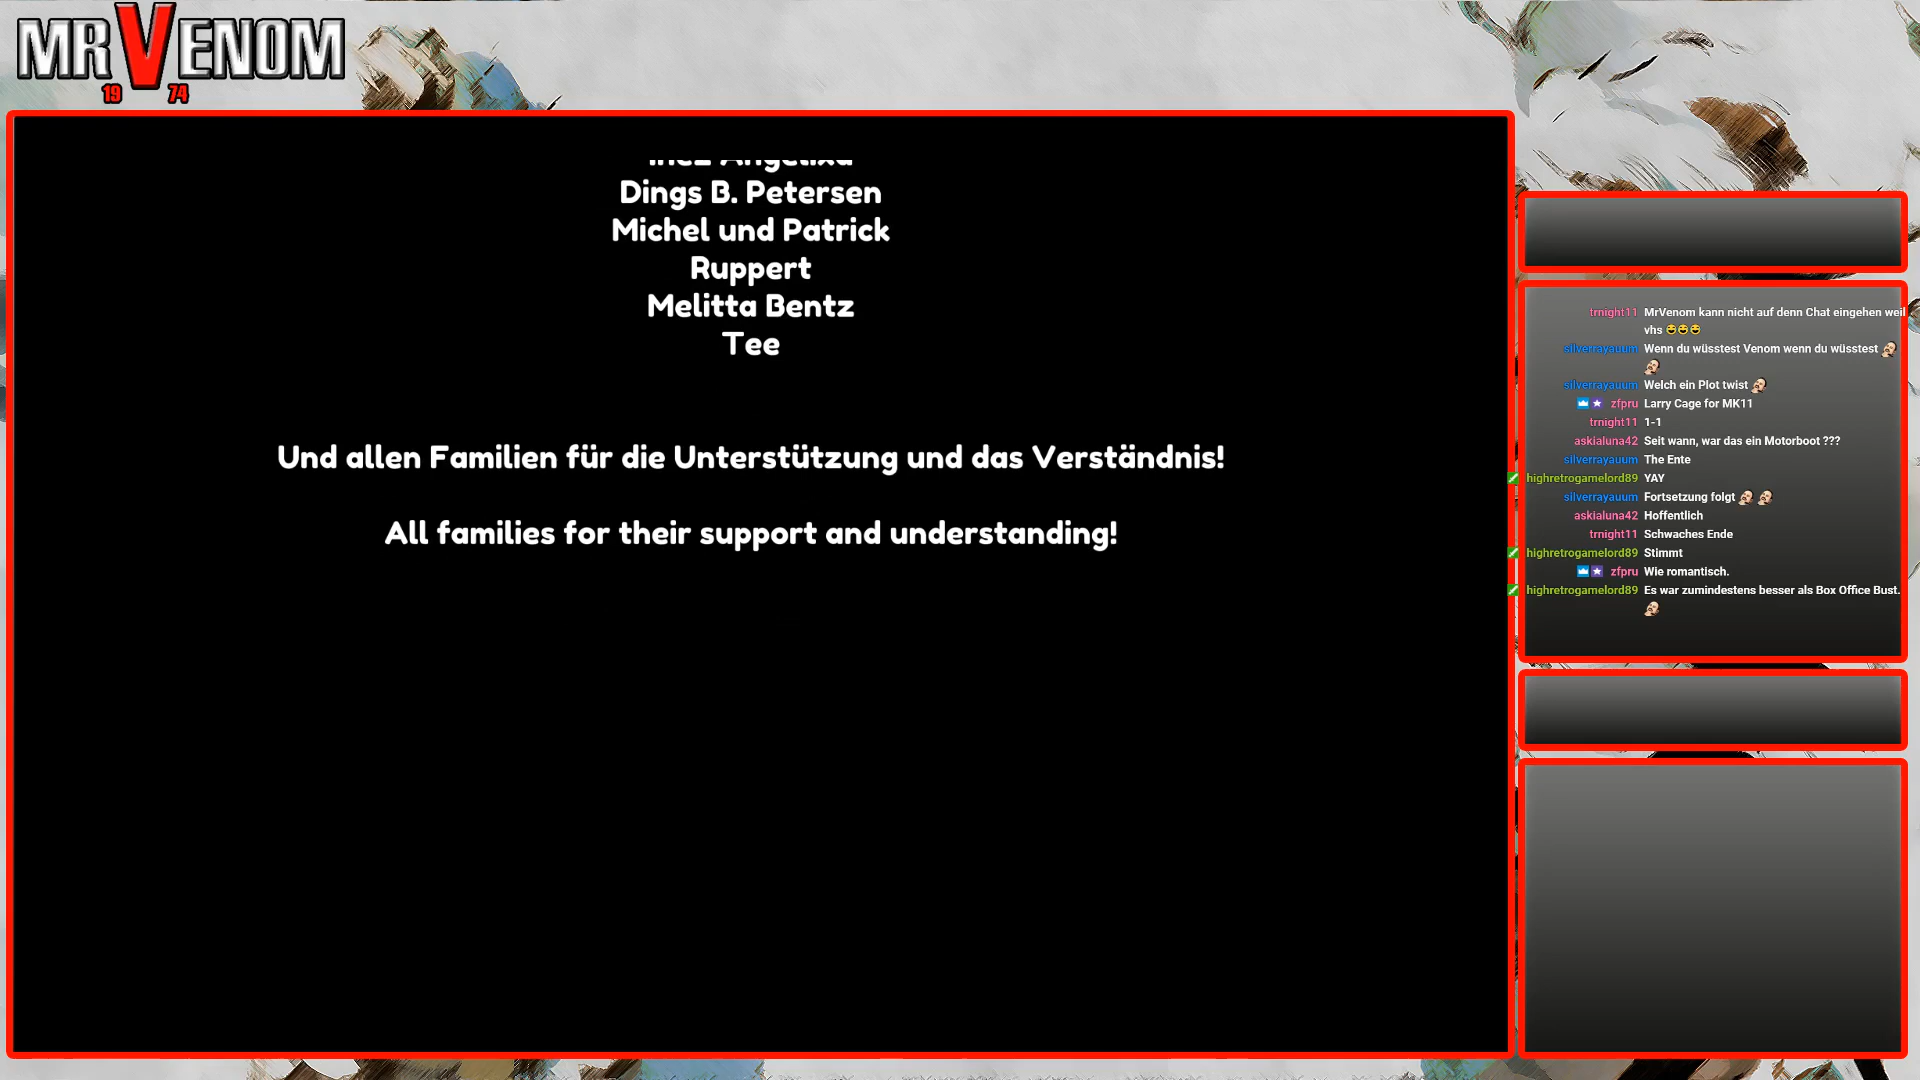 MRVENOM
19 74
Dings B. Petersen
Michel und Patrick
Ruppert
Melitta Bentz
Tee
Und allen Familien für die Unterstützung und das Verständnis!
All families for their support and understanding!
trnight11 MrVenom kann nicht auf denn Chat eingehen weil
vhs
silverrayauum Wenn du wüsstest Venom wenn du wüsstest
silverrayauum Welch ein Plot twist
zfpru Larry Cage for MK11
trnight11 1-1
askialuna42 Seit wann, war das ein Motorboot ???
silverrayauum The Ente
highretrogamelord89 YAY
silverrayauum Fortsetzung folgt
askialuna42 Hoffentlich
trnight11 Schwaches Ende
highretrogamelord89 Stimmt
zfpru Wie romantisch.
highretrogamelord89 Es war zumindestens besser als Box Office Bust.